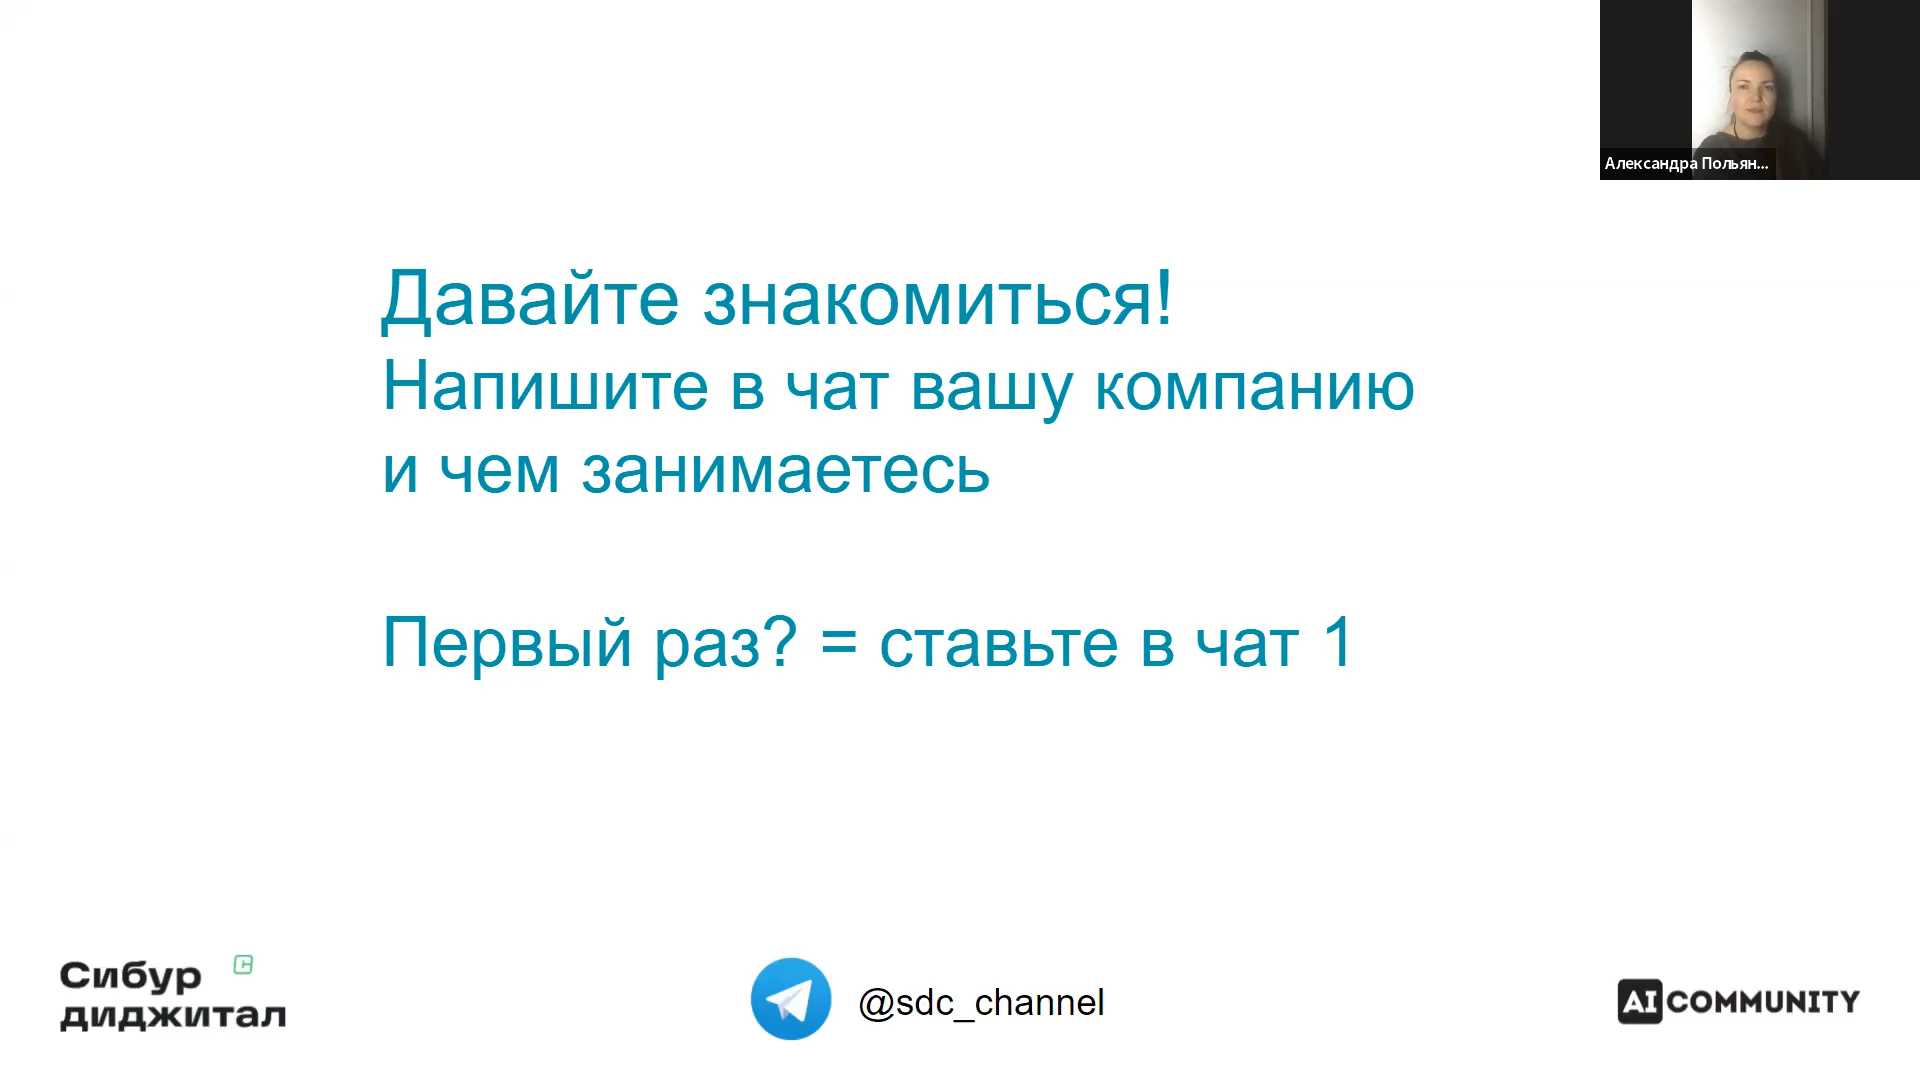 Александра Польян...
Давайте знакомиться!
Напишите в чат вашу компанию
и чем занимаетесь
Первый раз? = ставьте в чат 1
Сибур
диджитал
@sdc_channel
AI COMMUNITY